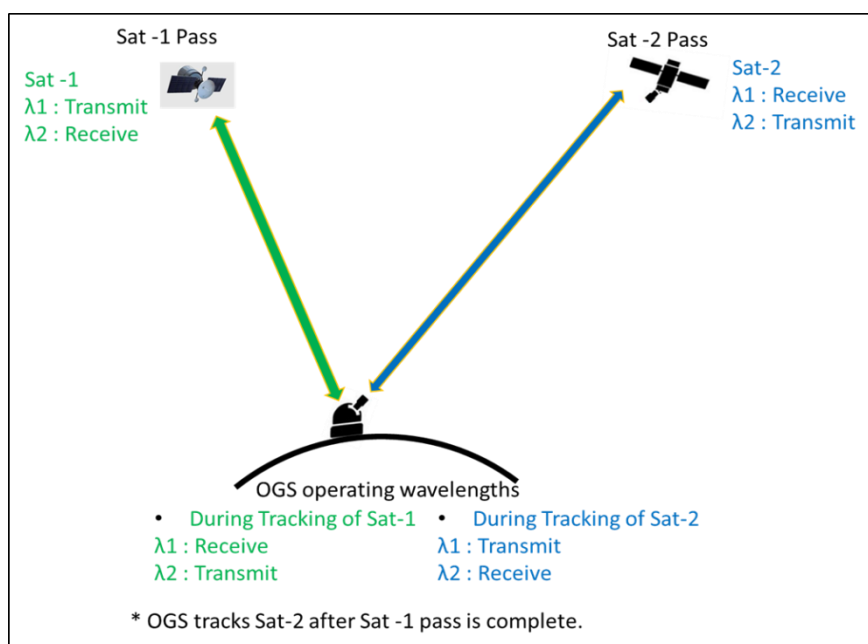 Sat -1 Pass
Sat -1
λ1 : Transmit
λ2 : Receive
Sat -2 Pass
Sat-2
λ1 : Receive
λ2 : Transmit
OGS operating wavelengths
• During Tracking of Sat-1
λ1 : Receive
λ2 : Transmit
• During Tracking of Sat-2
λ1 : Transmit
λ2 : Receive
* OGS tracks Sat-2 after Sat -1 pass is complete.